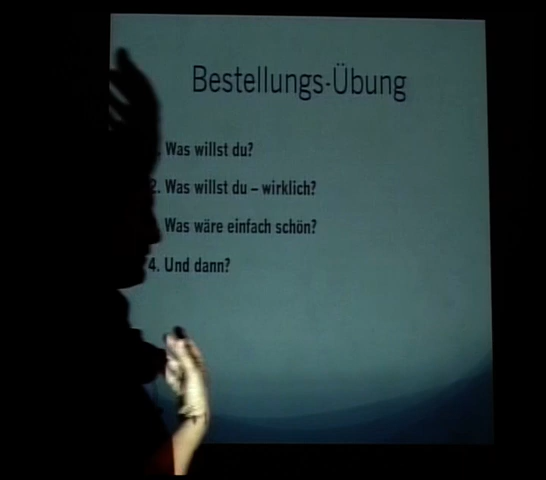 Bestellungs-Übung
. Was willst du?
2. Was willst du – wirklich?
Was wäre einfach schön?
4. Und dann?